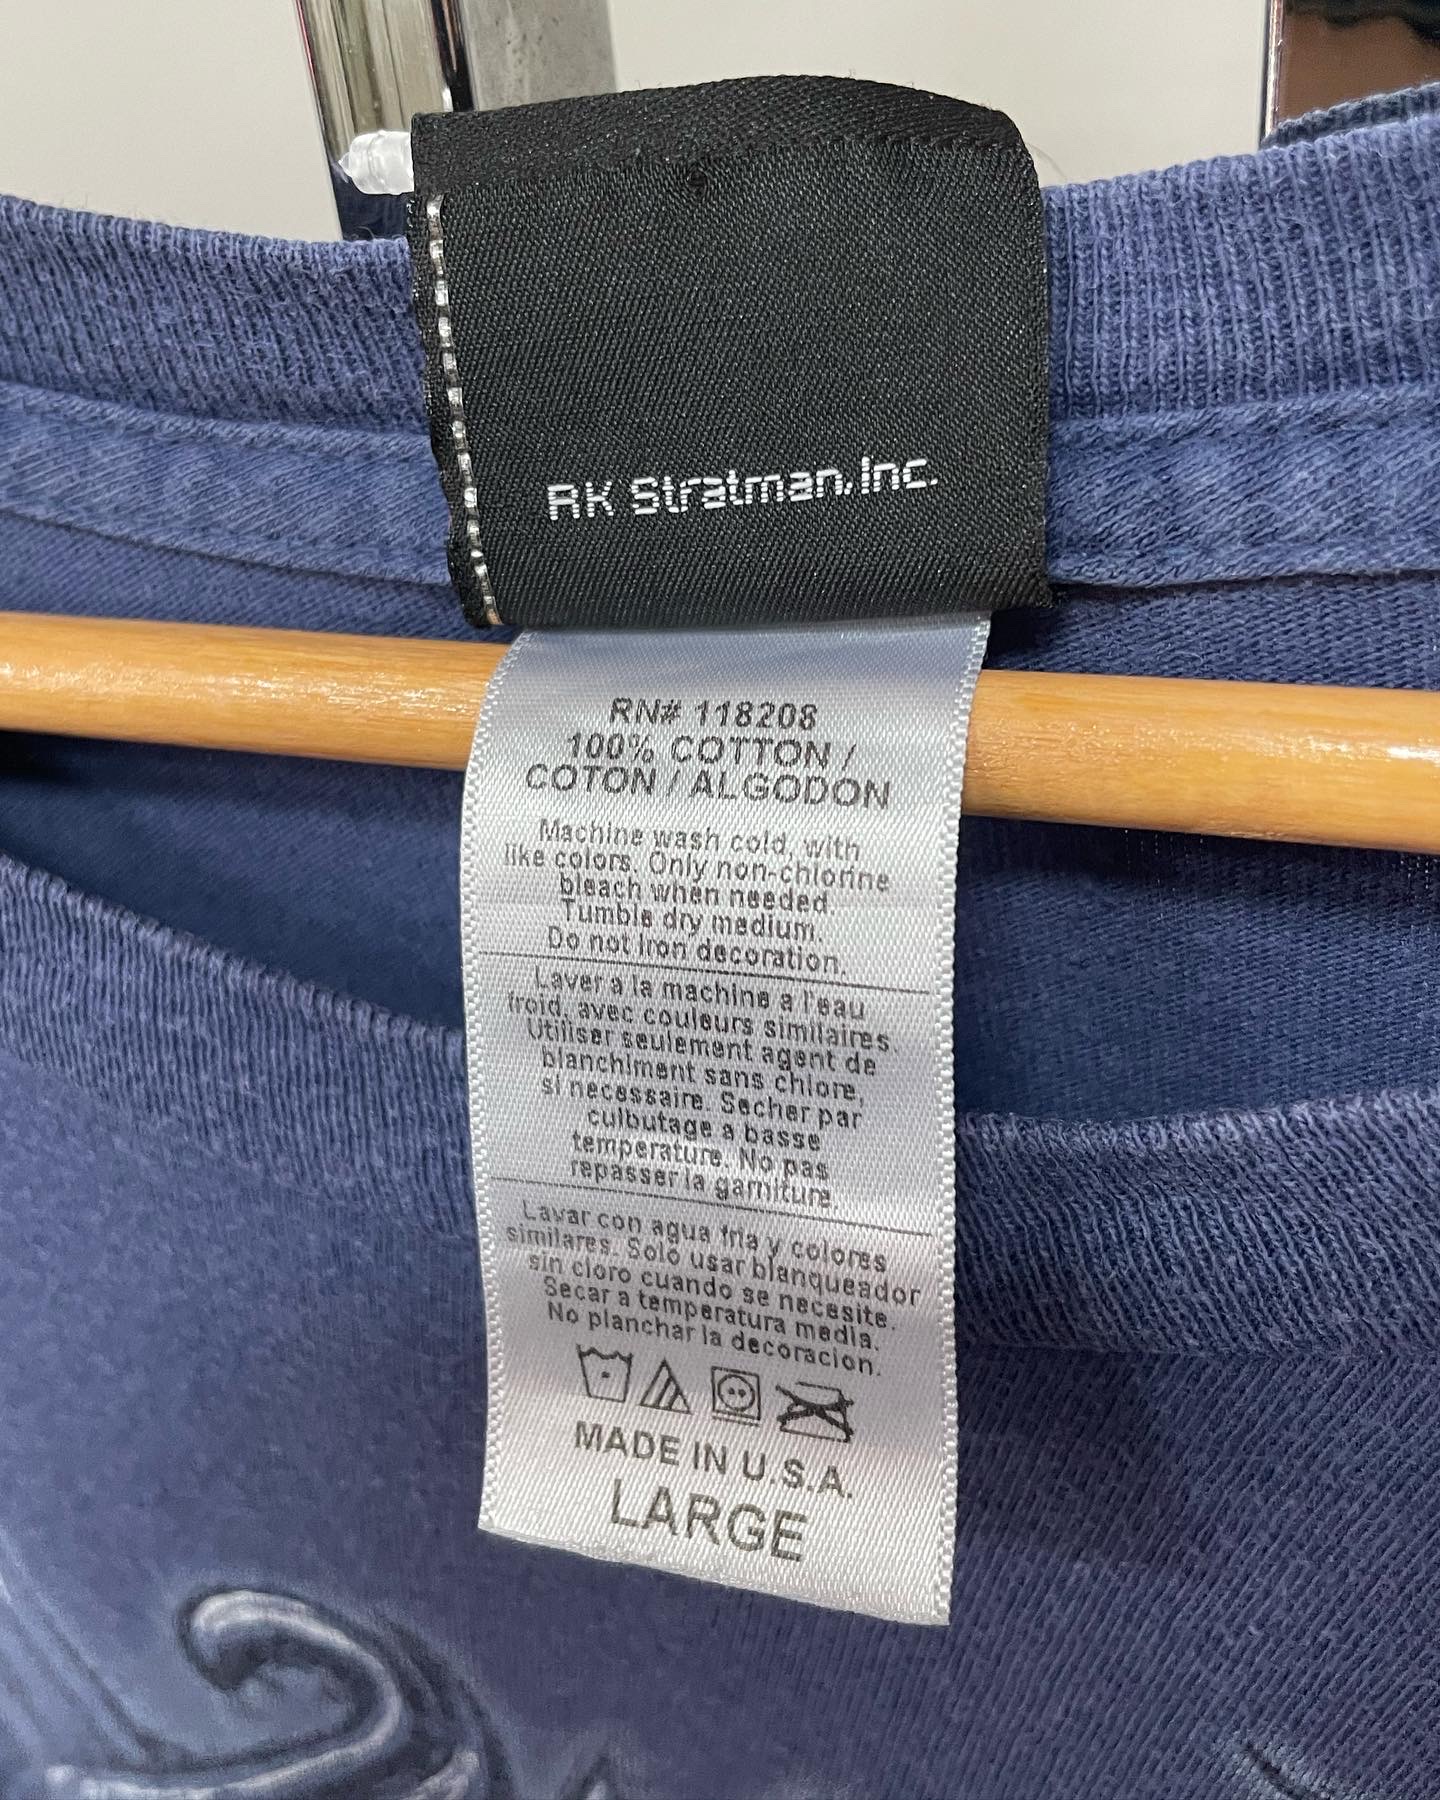 RK Stratman.Inc.
RN# 118208
100% COTTON /
COTON / ALGODON
Machine wash cold, with
like colors. Only non-chlorine
bleach when needed.
Tumble dry medium.
Do not iron decoration.
Laver a la machine a l'eau
froid, avec couleurs similaires.
Utiliser seulement agent de
blanchiment sans chlore,
si necessaire. Secher par
culbutage a basse
temperature. No pas
repasser la garniture.
Lavar con agua fria y colores
similares. Solo usar blanqueador
sin cloro cuando se necesite.
Secar a temperatura media.
No planchar la decoracion.
MADE IN U.S.A.
LARGE